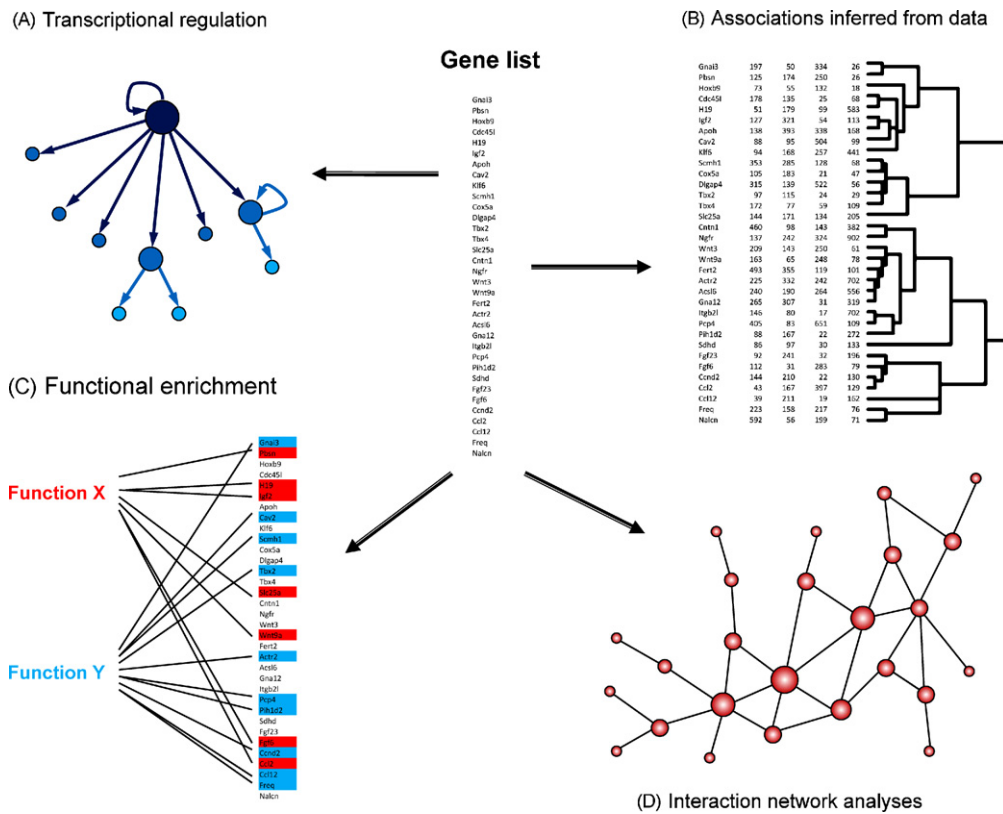 (A) Transcriptional regulation
(B) Associations inferred from data
Gene list
Gnai3
Pbsn
Hoxb9
Cdc45l
H19
Igf2
Apoh
Cav2
Klf6
Scmh1
Cox5a
Dlgap4
Tbx2
Tbx4
Slc25a
Cntn1
Ngfr
Wnt3
Wnt9a
Fert2
Actr2
Acsl6
Gna12
Itgb2l
Pcp4
Pih1d2
Sdhd
Fgf23
Fgf6
Ccnd2
Ccl2
Ccl12
Freq
Nalcn
Gnai3 197 50 334 26
Pbsn 125 174 250 26
Hoxb9 73 55 132 18
Cdc45l 178 135 25 68
H19 51 179 99 583
Igf2 127 321 54 113
Apoh 138 393 338 168
Cav2 88 95 504 99
Klf6 94 168 257 441
Scmh1 353 285 128 68
Cox5a 105 183 21 47
Dlgap4 315 139 522 56
Tbx2 97 115 24 29
Tbx4 172 77 59 109
Slc25a 144 171 134 205
Cntn1 460 98 143 382
Ngfr 137 242 324 902
Wnt3 209 143 250 61
Wnt9a 163 65 248 78
Fert2 493 355 119 101
Actr2 225 332 242 702
Acsl6 240 190 264 556
Gna12 265 307 31 319
Itgb2l 146 80 17 702
Pcp4 405 83 651 109
Pih1d2 88 167 22 272
Sdhd 86 97 30 133
Fgf23 92 241 32 196
Fgf6 112 31 283 79
Ccnd2 144 210 22 130
Ccl2 43 167 397 129
Ccl12 39 211 19 162
Freq 223 158 217 76
Nalcn 592 56 199 71
(C) Functional enrichment
Function X
Function Y
Gnai3
Pbsn
Hoxb9
Cdc45l
H19
Igf2
Apoh
Cav2
Klf6
Scmh1
Cox5a
Dlgap4
Tbx2
Tbx4
Slc25a
Cntn1
Ngfr
Wnt3
Wnt9a
Fert2
Actr2
Acsl6
Gna12
Itgb2l
Pcp4
Pih1d2
Sdhd
Fgf23
Fgf6
Ccnd2
Ccl2
Ccl12
Freq
Nalcn
(D) Interaction network analyses